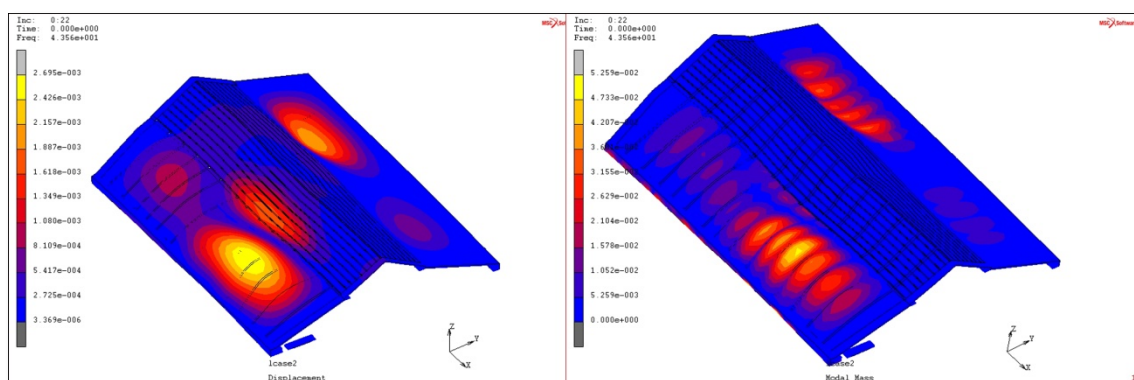 Inc: 0:22
Time: 0.000e+000
Freq: 4.356e+001
2.695e-003
2.426e-003
2.157e-003
1.887e-003
1.618e-003
1.349e-003
1.080e-003
8.109e-004
5.417e-004
2.725e-004
3.369e-006
Z
Y
X
lcase2
Displacement
Inc: 0:22
Time: 0.000e+000
Freq: 4.356e+001
MSC Software
5.259e-002
4.733e-002
4.207e-002
3.155e-002
2.629e-002
2.104e-002
1.578e-002
1.052e-002
5.259e-003
0.000e+000
Z
Y
X
Modal Mass